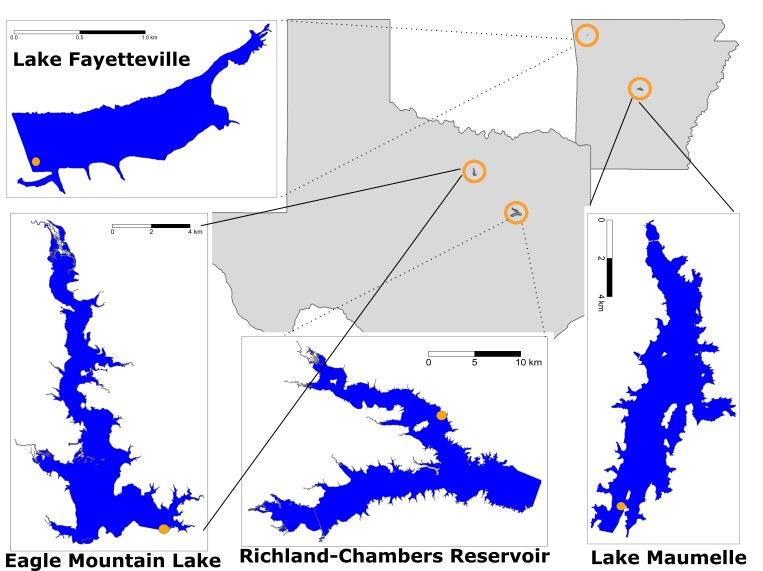 0.0 0.5 1.0 km
Lake Fayetteville
0 2 4 km
0 2 4 km
0 5 10 km
Eagle Mountain Lake
Richland-Chambers Reservoir
Lake Maumelle